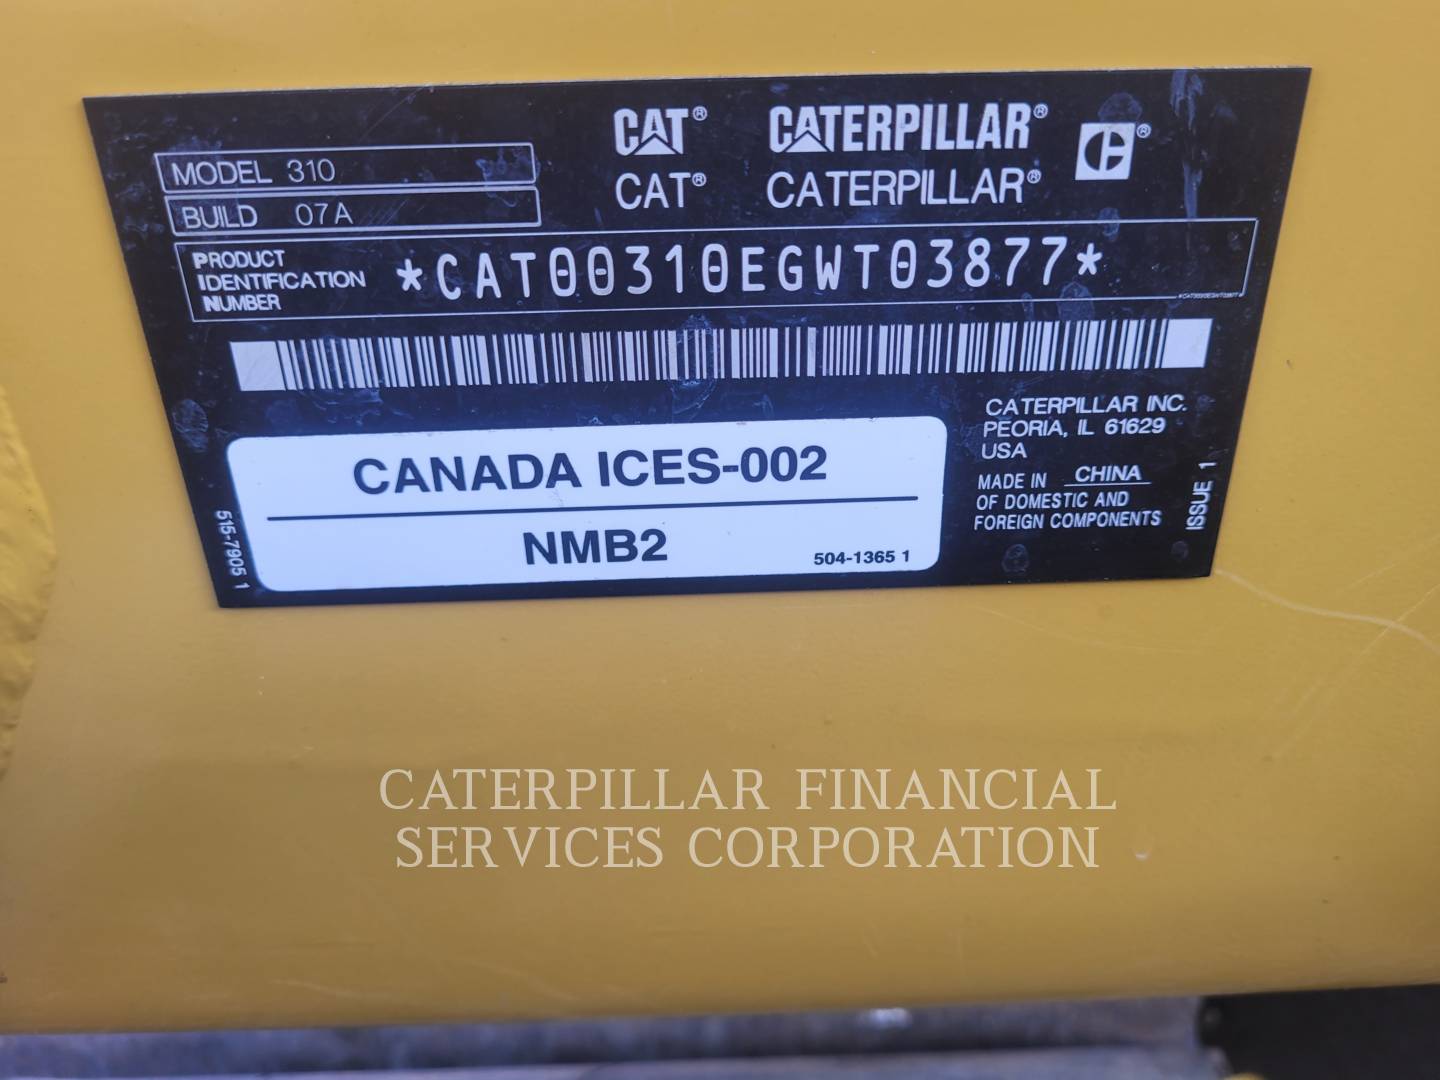 CAT® CATERPILLAR® C®
CAT® CATERPILLAR®
MODEL 310
BUILD 07A
PRODUCT
IDENTIFICATION
NUMBER
*CAT00310EGWT03877*
*CAT00310EGWT03877*
CATERPILLAR INC.
PEORIA, IL 61629
USA
MADE IN CHINA
OF DOMESTIC AND
FOREIGN COMPONENTS
ISSUE 1
515-7905 1
CANADA ICES-002
NMB2
504-1365 1
CATERPILLAR FINANCIAL
SERVICES CORPORATION